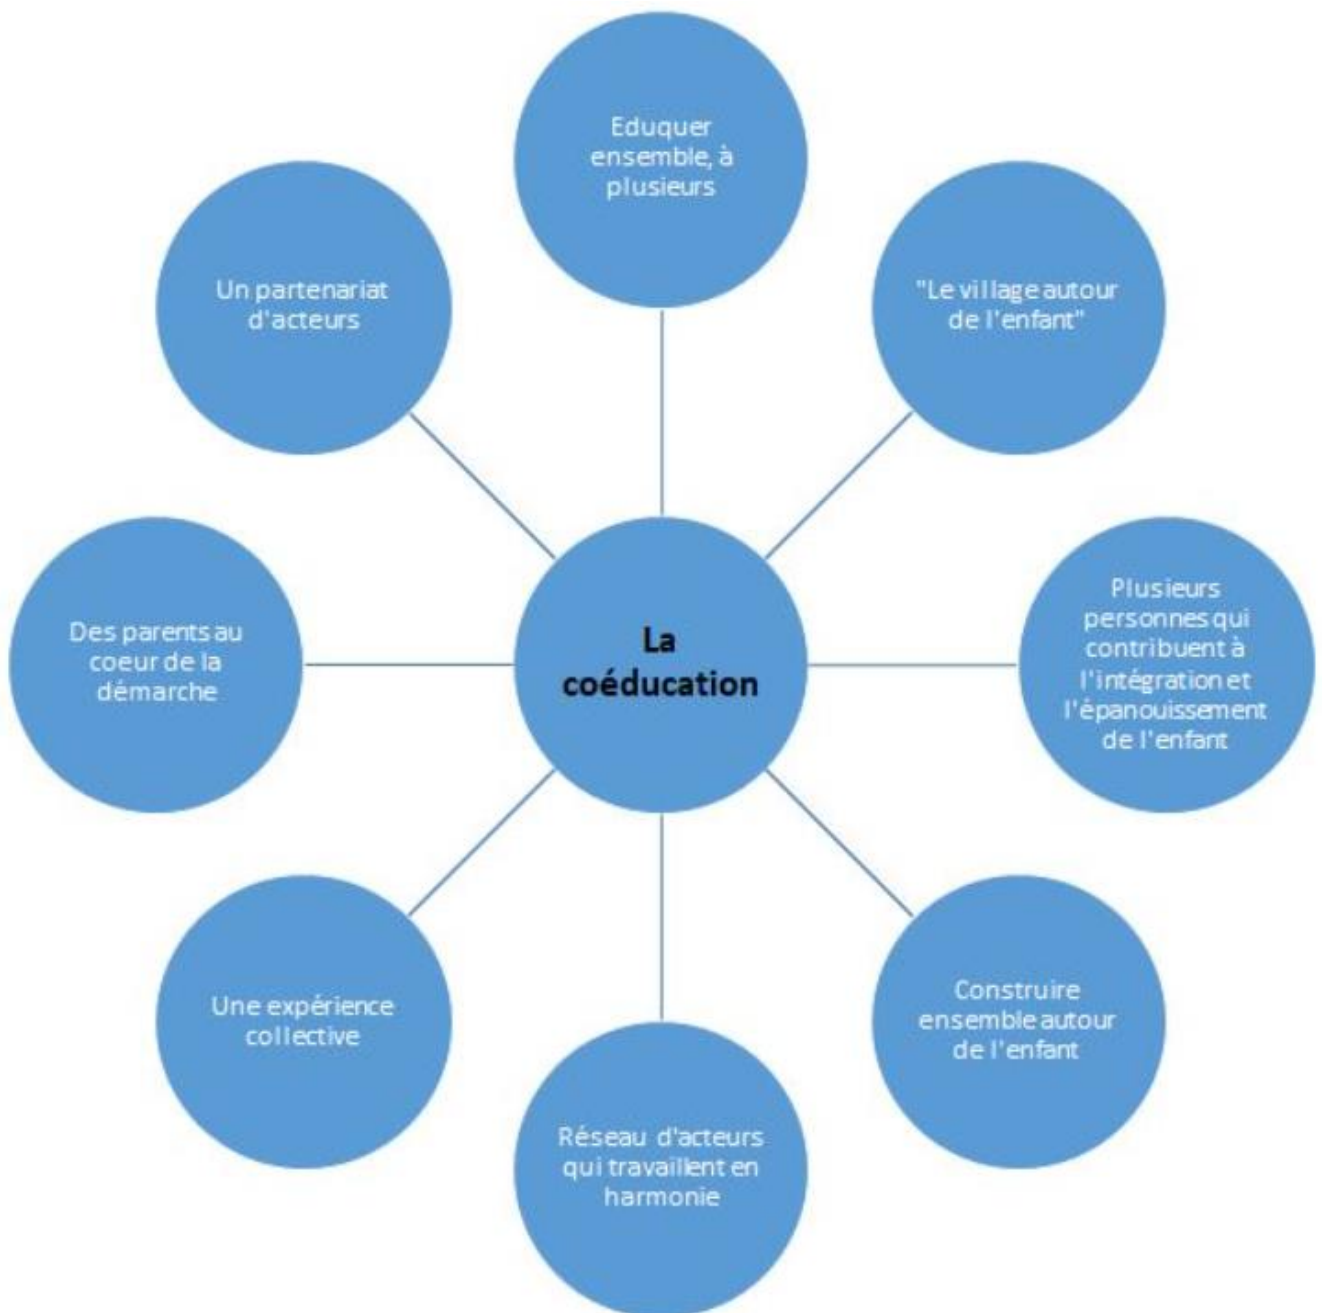 Eduquer
ensemble, à
plusieurs
"Le village autour
de l'enfant"
Plusieurs
personnes qui
contribuent à
l'intégration et
l'épanouissement
de l'enfant
Construire
ensemble autour
de l'enfant
Réseau d'acteurs
qui travaillent en
harmonie
Une expérience
collective
Des parents au
coeur de la
démarche
Un partenariat
d'acteurs
La
coéducation